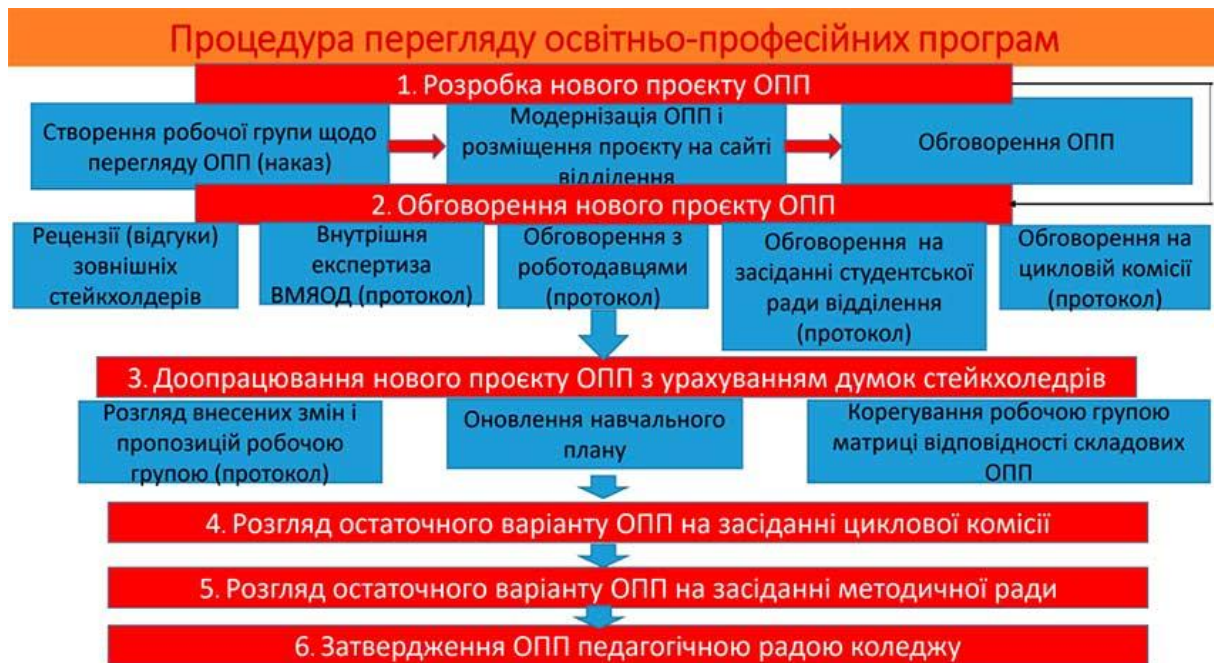 Процедура перегляду освітньо-професійних програм
1. Розробка нового проєкту ОПП
Створення робочої групи щодо
перегляду ОПП (наказ)
Модернізація ОПП і
розміщення проєкту на сайті
відділення
Обговорення ОПП
2. Обговорення нового проєкту ОПП
Рецензії (відгуки)
зовнішніх
стейкхолдерів
Внутрішня
експертиза
ВМЯОД (протокол)
Обговорення з
роботодавцями
(протокол)
Обговорення на
засіданні студентської
ради відділення
(протокол)
Обговорення на
цикловій комісії
(протокол)
3. Доопрацювання нового проєкту ОПП з урахуванням думок стейкхоледрів
Розгляд внесених змін і
пропозицій робочою
групою (протокол)
Оновлення навчального
плану
Корегування робочою групою
матриці відповідності складових
ОПП
4. Розгляд остаточного варіанту ОПП на засіданні циклової комісії
5. Розгляд остаточного варіанту ОПП на засіданні методичної ради
6. Затвердження ОПП педагогічною радою коледжу